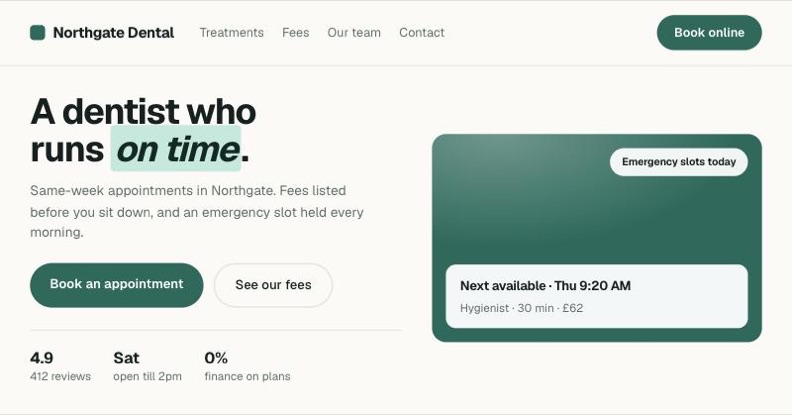 Northgate Dental
Treatments
Fees
Our team
Contact
Book online
A dentist who
runs on time.
Same-week appointments in Northgate. Fees listed
before you sit down, and an emergency slot held every
morning.
Book an appointment
See our fees
4.9
412 reviews
Sat
open till 2pm
0%
finance on plans
Emergency slots today
Next available · Thu 9:20 AM
Hygienist · 30 min · £62